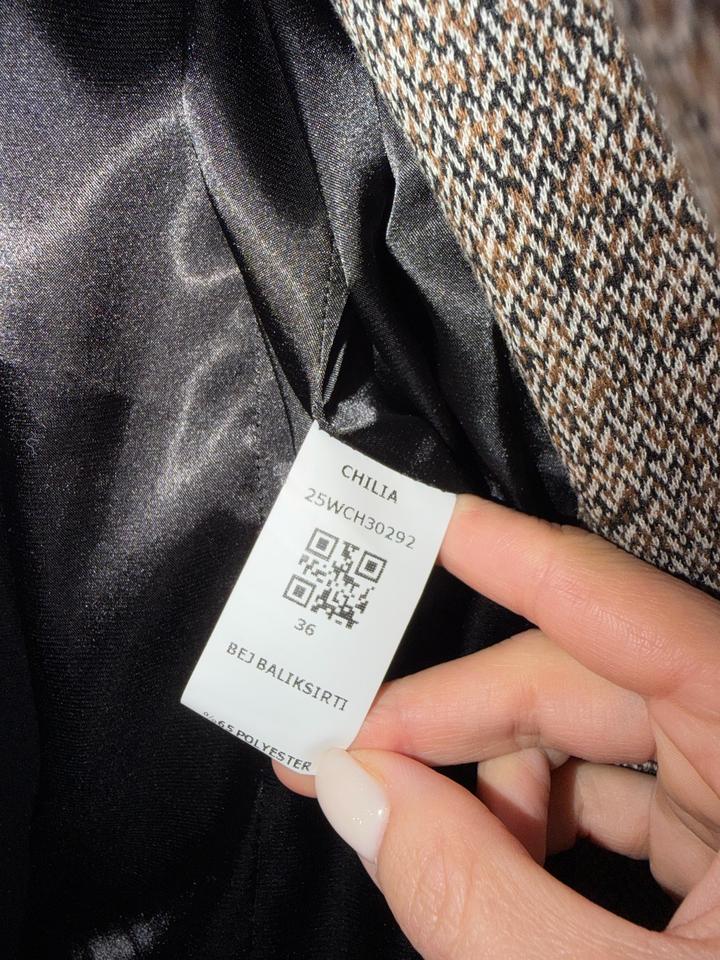 CHILIA
25WCH30292
36
BEJ BALIKSIRTI
%65 POLYESTER